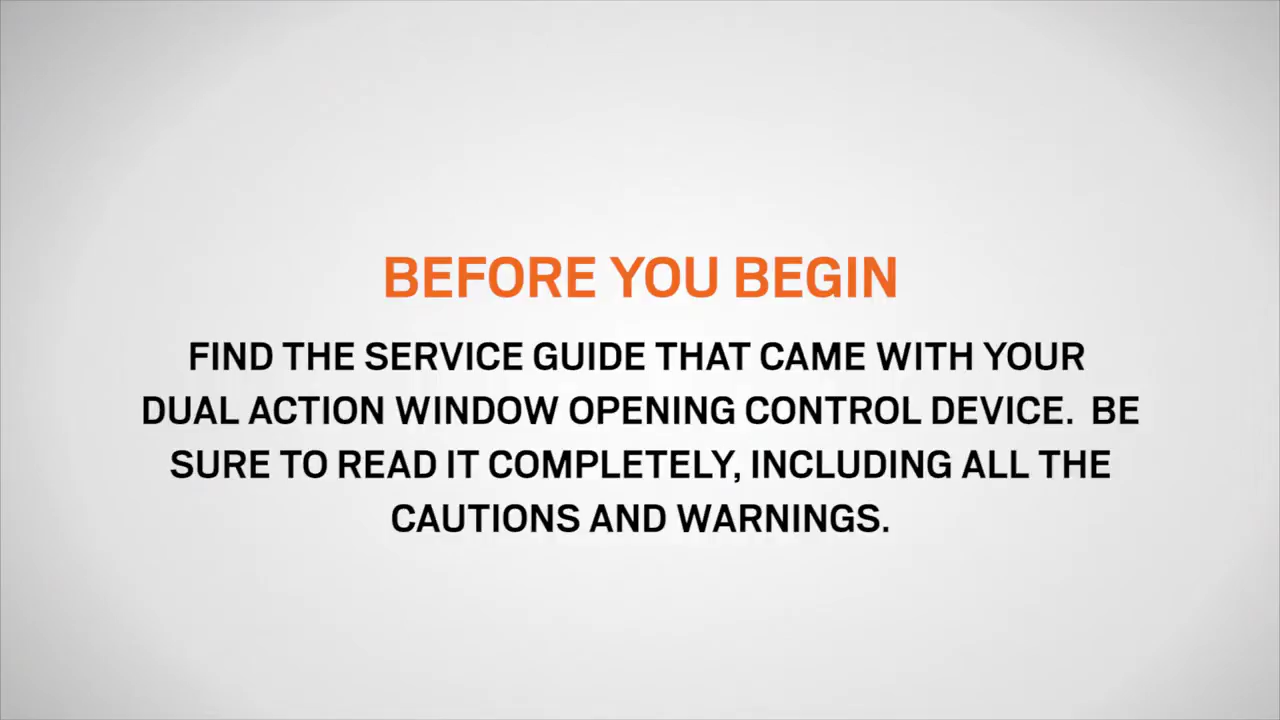 BEFORE YOU BEGIN
FIND THE SERVICE GUIDE THAT CAME WITH YOUR
DUAL ACTION WINDOW OPENING CONTROL DEVICE.  BE
SURE TO READ IT COMPLETELY, INCLUDING ALL THE
CAUTIONS AND WARNINGS.